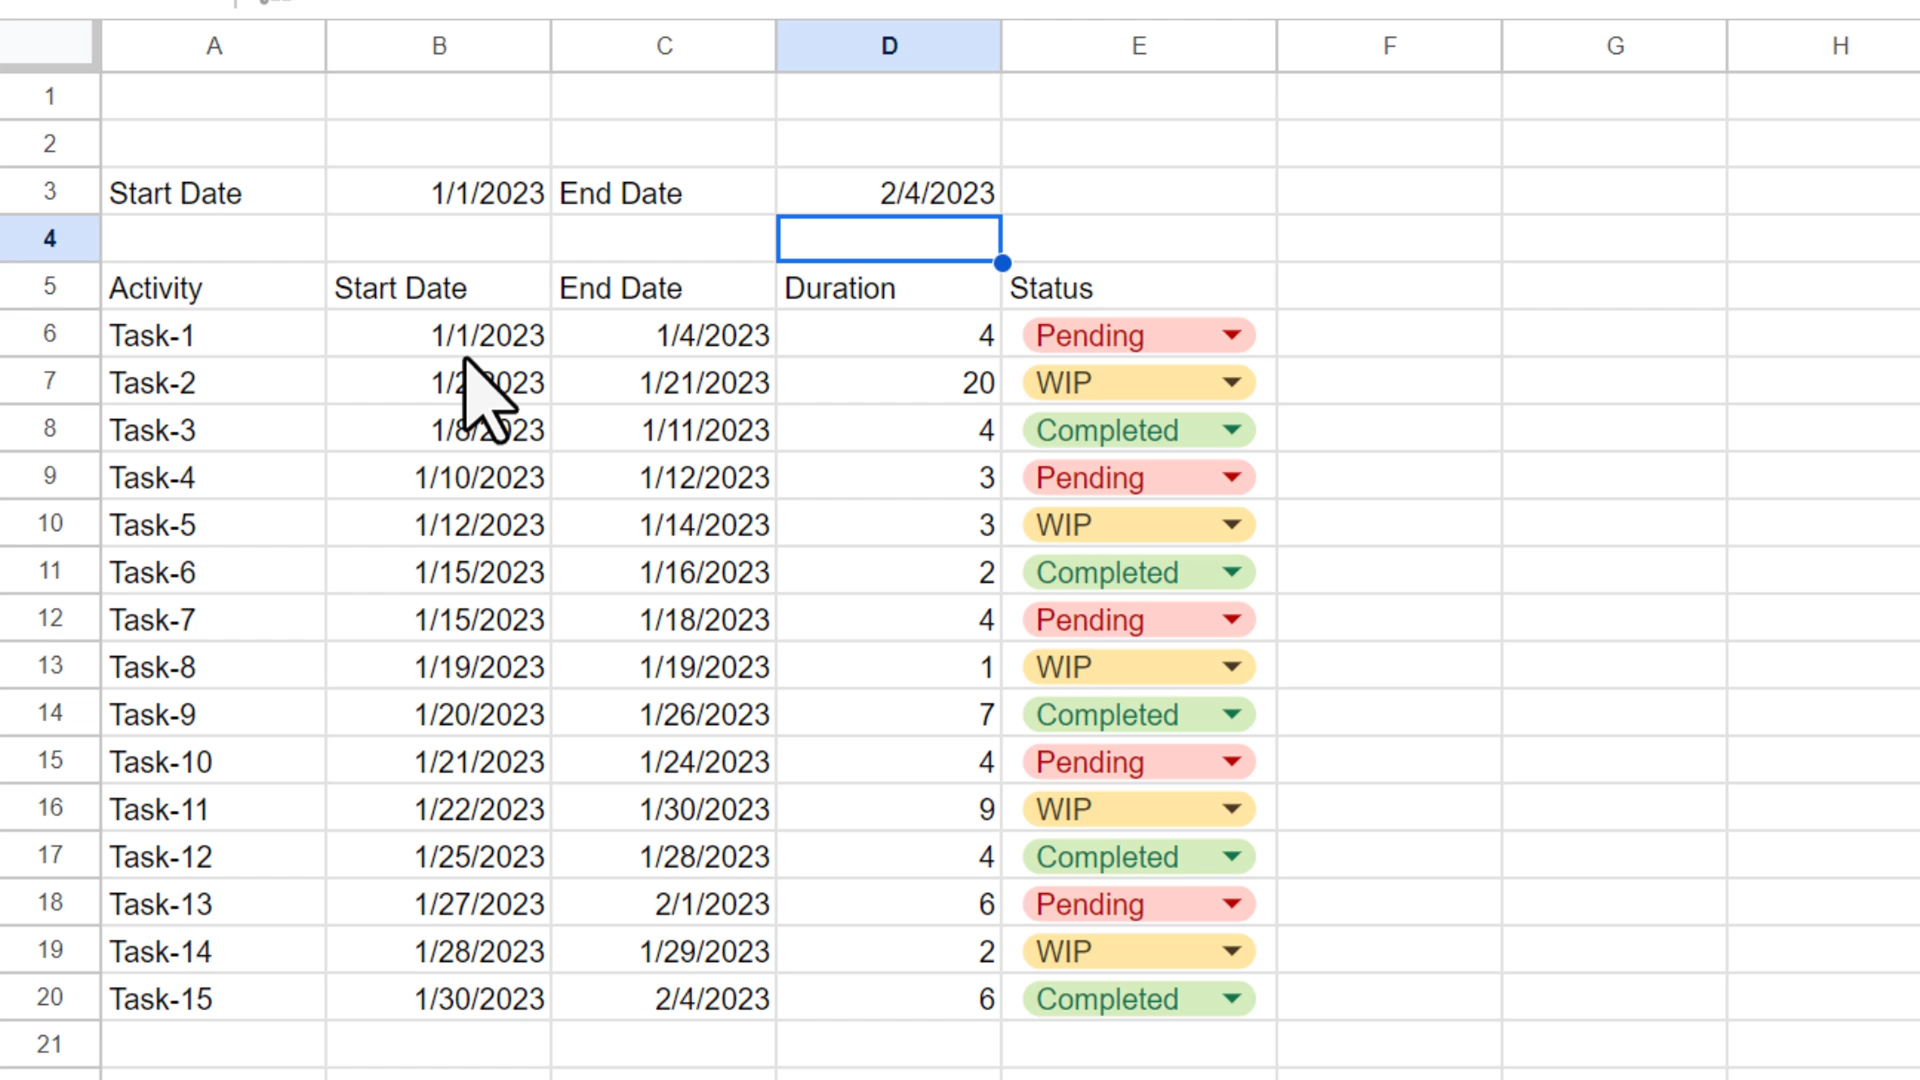 A B C D E F G H
1
2
3 Start Date 1/1/2023 End Date 2/4/2023
4
5 Activity Start Date End Date Duration Status
6 Task-1 1/1/2023 1/4/2023 4 Pending
7 Task-2 1/21/2023 20 WIP
8 Task-3 1/8/2023 1/11/2023 4 Completed
9 Task-4 1/10/2023 1/12/2023 3 Pending
10 Task-5 1/12/2023 1/14/2023 3 WIP
11 Task-6 1/15/2023 1/16/2023 2 Completed
12 Task-7 1/15/2023 1/18/2023 4 Pending
13 Task-8 1/19/2023 1/19/2023 1 WIP
14 Task-9 1/20/2023 1/26/2023 7 Completed
15 Task-10 1/21/2023 1/24/2023 4 Pending
16 Task-11 1/22/2023 1/30/2023 9 WIP
17 Task-12 1/25/2023 1/28/2023 4 Completed
18 Task-13 1/27/2023 2/1/2023 6 Pending
19 Task-14 1/28/2023 1/29/2023 2 WIP
20 Task-15 1/30/2023 2/4/2023 6 Completed
21